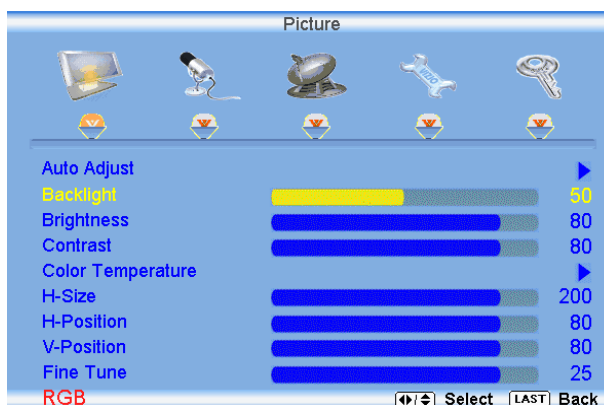 Picture
VIZIO
Auto Adjust
Backlight 50
Brightness 80
Contrast 80
Color Temperature
H-Size 200
H-Position 80
V-Position 80
Fine Tune 25
RGB Select LAST Back